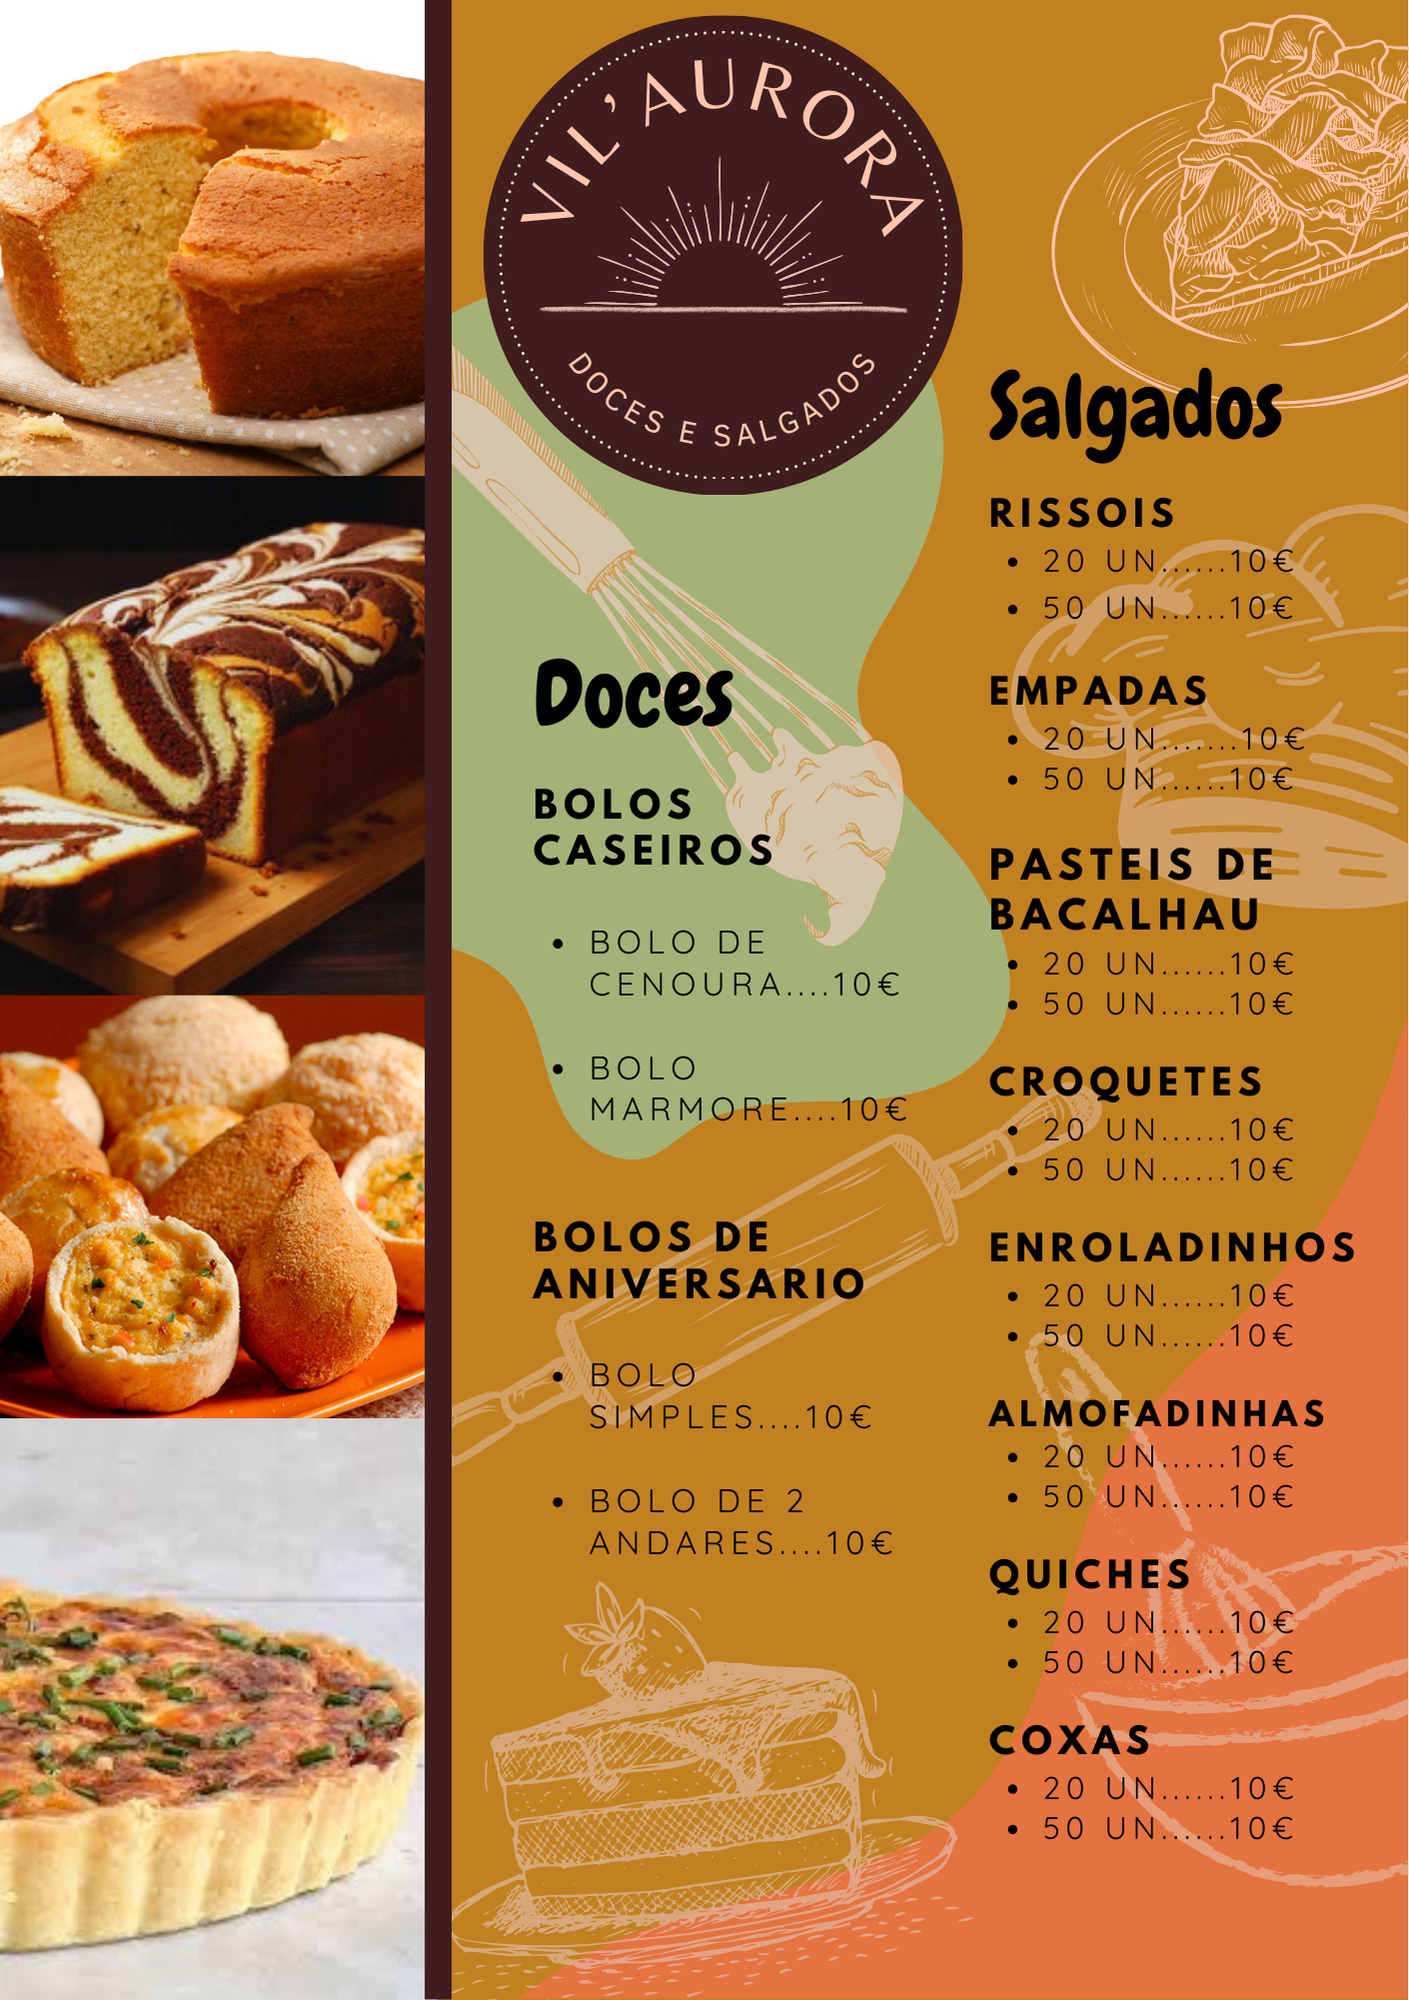 VIL'AURORA
DOCES E SALGADOS
Doces
BOLOS
CASEIROS
• BOLO DE
CENOURA....10€
• BOLO
MARMORE....10€
BOLOS DE
ANIVERSARIO
• BOLO
SIMPLES....10€
• BOLO DE 2
ANDARES....10€
Salgados
RISSOIS
• 20 UN......10€
• 50 UN......10€
EMPADAS
• 20 UN.......10€
• 50 UN......10€
PASTEIS DE
BACALHAU
• 20 UN......10€
• 50 UN......10€
CROQUETES
• 20 UN......10€
• 50 UN......10€
ENROLADINHOS
• 20 UN......10€
• 50 UN......10€
ALMOFADINHAS
• 20 UN......10€
• 50 UN......10€
QUICHES
• 20 UN......10€
• 50 UN......10€
COXAS
• 20 UN......10€
• 50 UN......10€